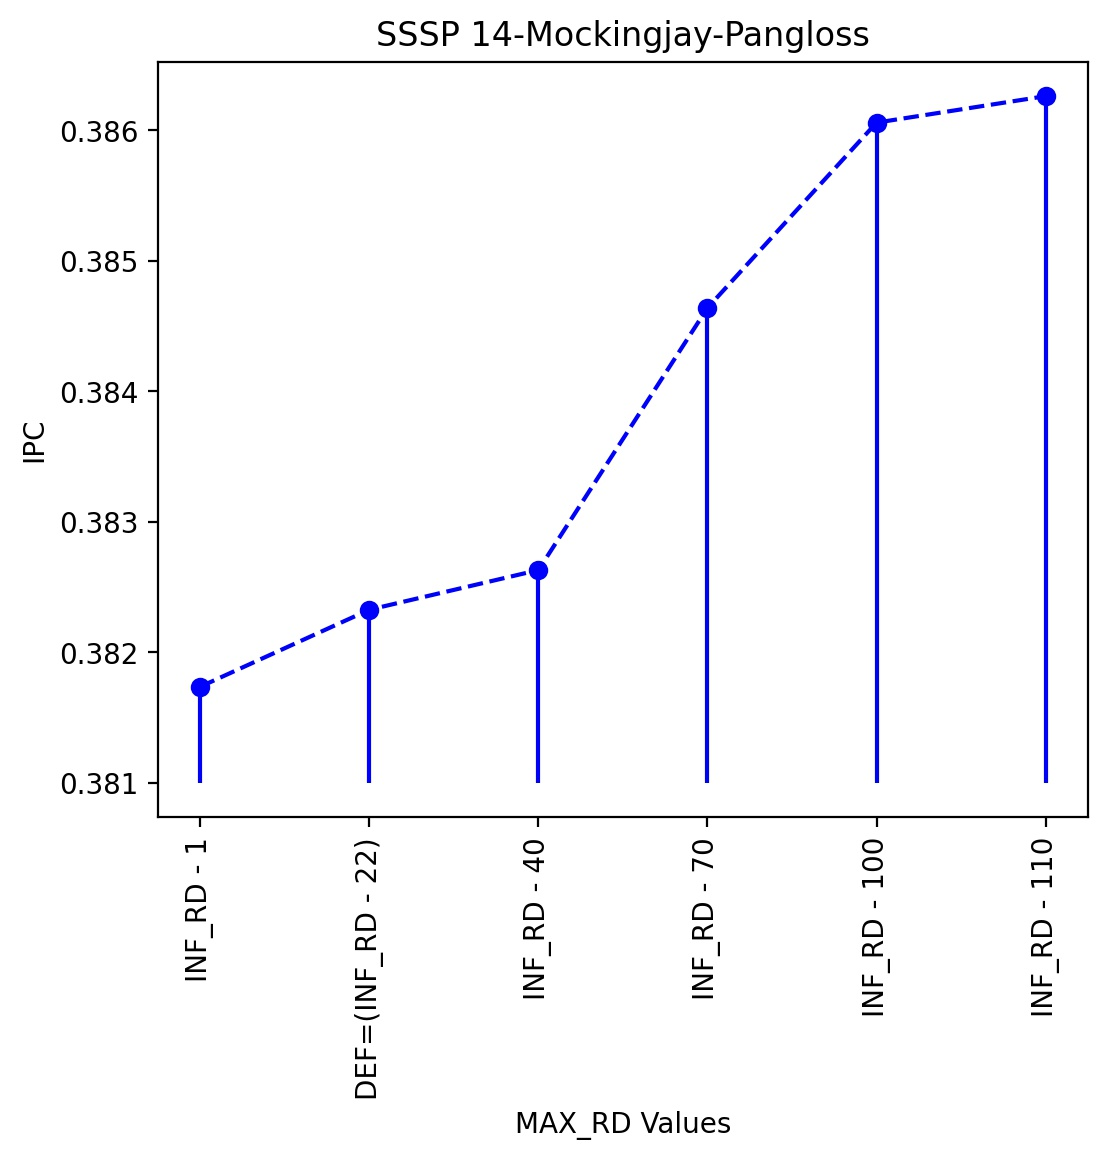 SSSP 14-Mockingjay-Pangloss
0.386
0.385
0.384
0.383
0.382
0.381
IPC
INF_RD - 1
DEF=(INF_RD - 22)
INF_RD - 40
INF_RD - 70
INF_RD - 100
INF_RD - 110
MAX_RD Values